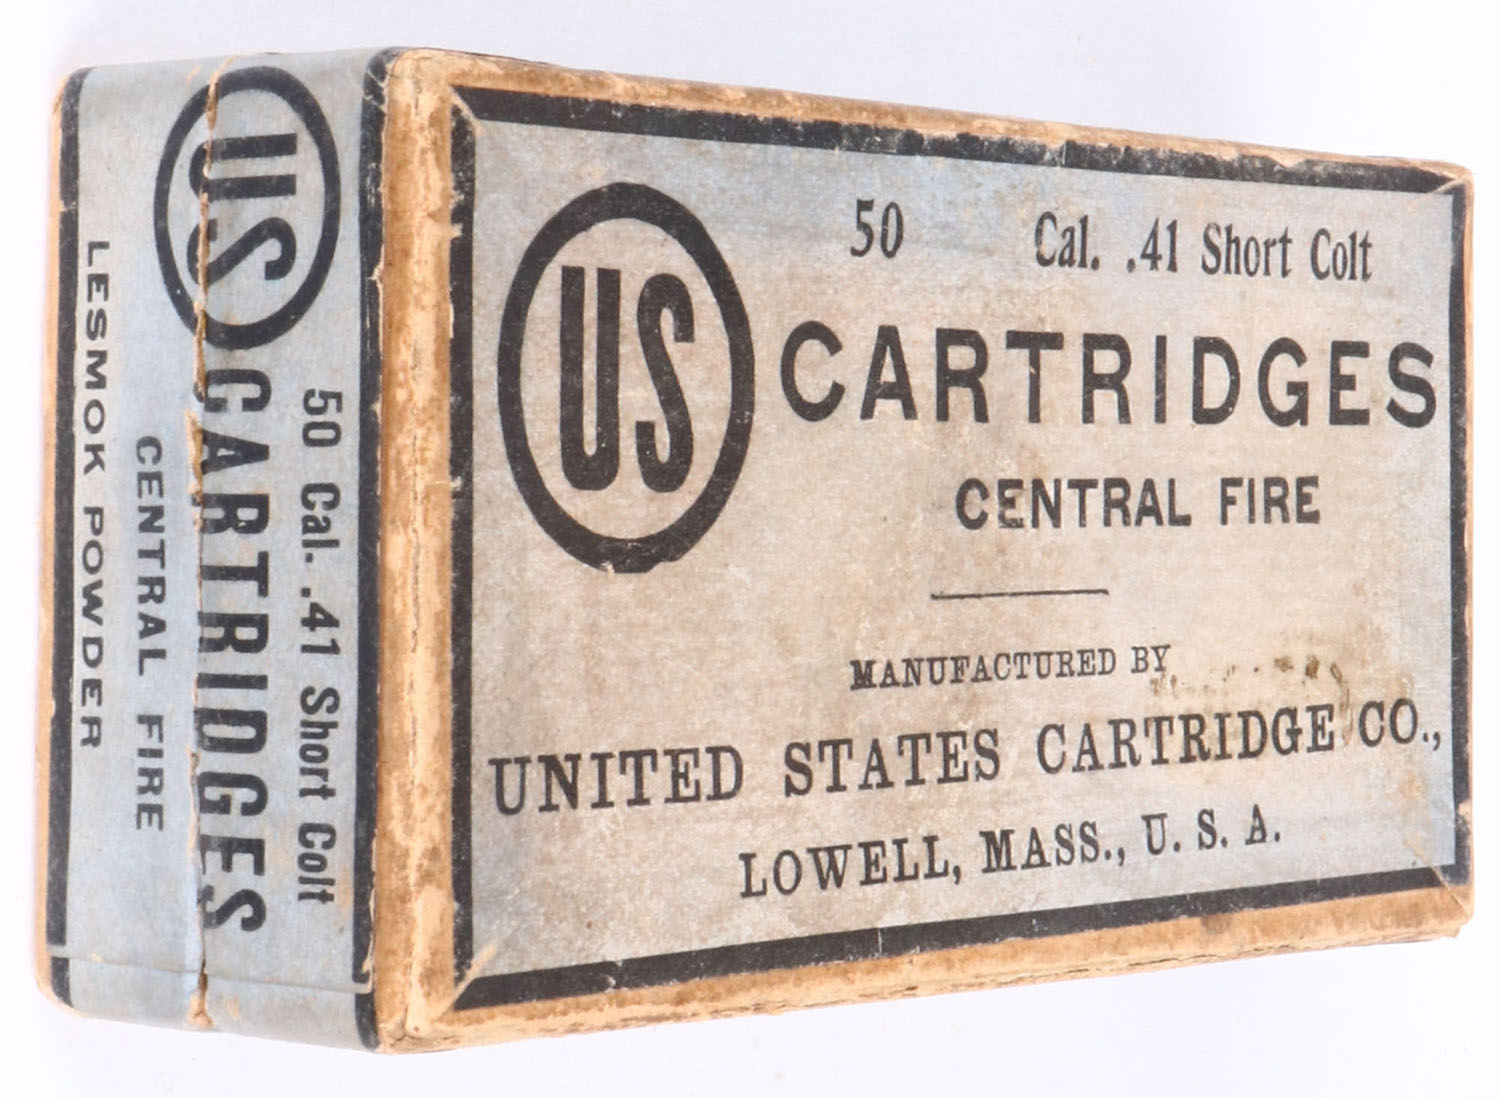 US
50 Cal. .41 Short Colt
CARTRIDGES
CENTRAL FIRE
MANUFACTURED BY
UNITED STATES CARTRIDGE CO.,
LOWELL, MASS., U. S. A.
50 Cal. .41 Short Colt
US CARTRIDGES
CENTRAL FIRE
LESMOK POWDER